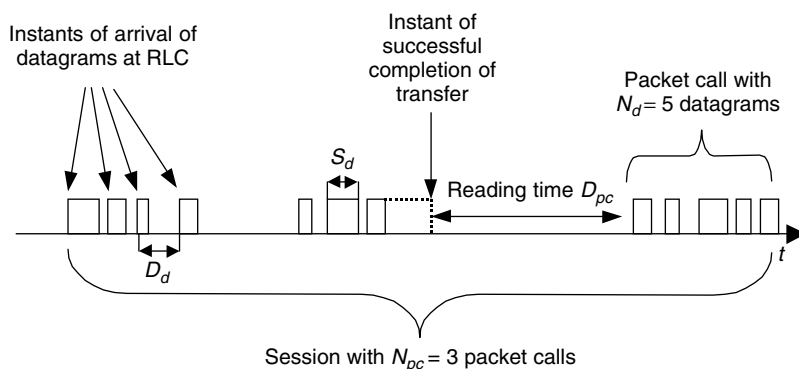 Instants of arrival of
datagrams at RLC
Instant of
successful
completion of
transfer
Packet call with
N_d = 5 datagrams
S_d
Reading time D_pc
D_d
t
Session with N_pc = 3 packet calls